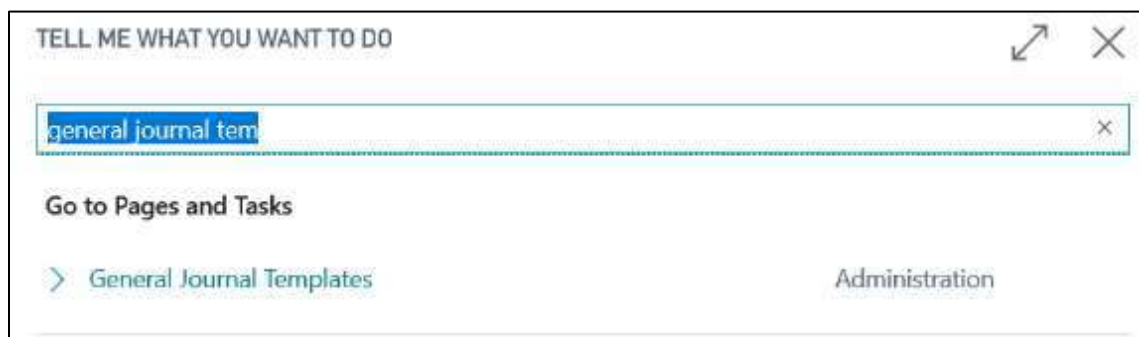 TELL ME WHAT YOU WANT TO DO
general journal tem
Go to Pages and Tasks
General Journal Templates Administration